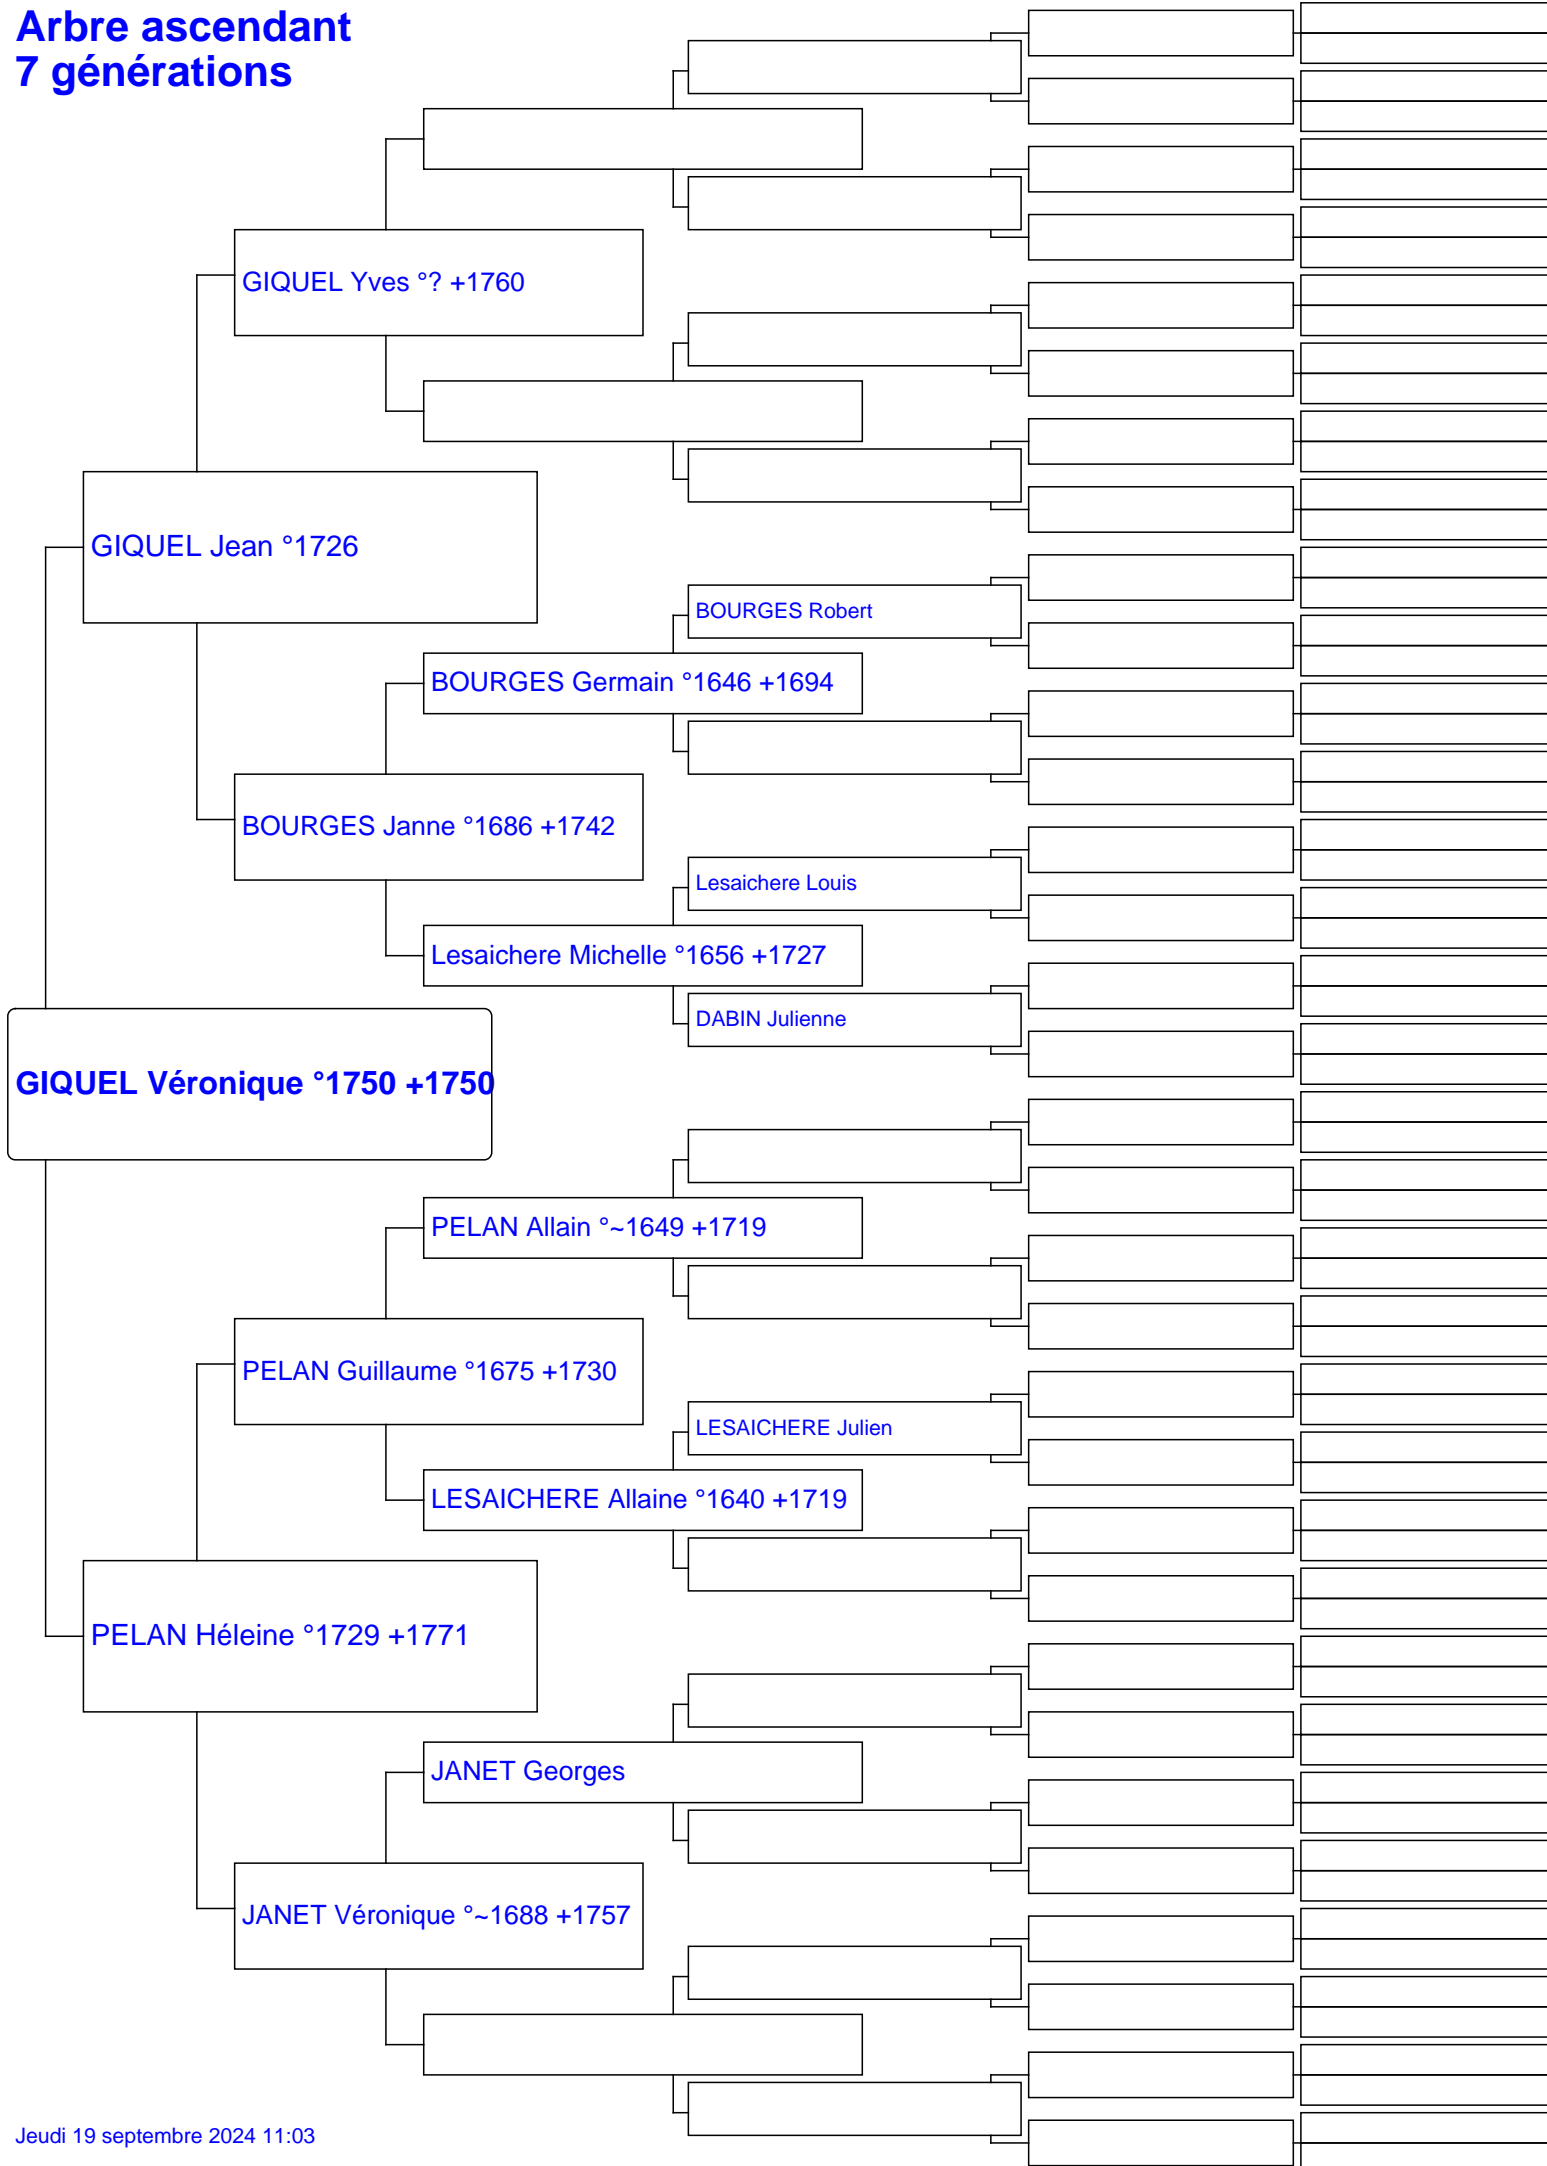 Arbre ascendant
7 générations
GIQUEL Yves °? +1760
GIQUEL Jean °1726
BOURGES Robert
BOURGES Germain °1646 +1694
BOURGES Janne °1686 +1742
Lesaichere Louis
Lesaichere Michelle °1656 +1727
DABIN Julienne
GIQUEL Véronique °1750 +1750
PELAN Allain °~1649 +1719
PELAN Guillaume °1675 +1730
LESAICHERE Julien
LESAICHERE Allaine °1640 +1719
PELAN Héleine °1729 +1771
JANET Georges
JANET Véronique °~1688 +1757
Jeudi 19 septembre 2024 11:03